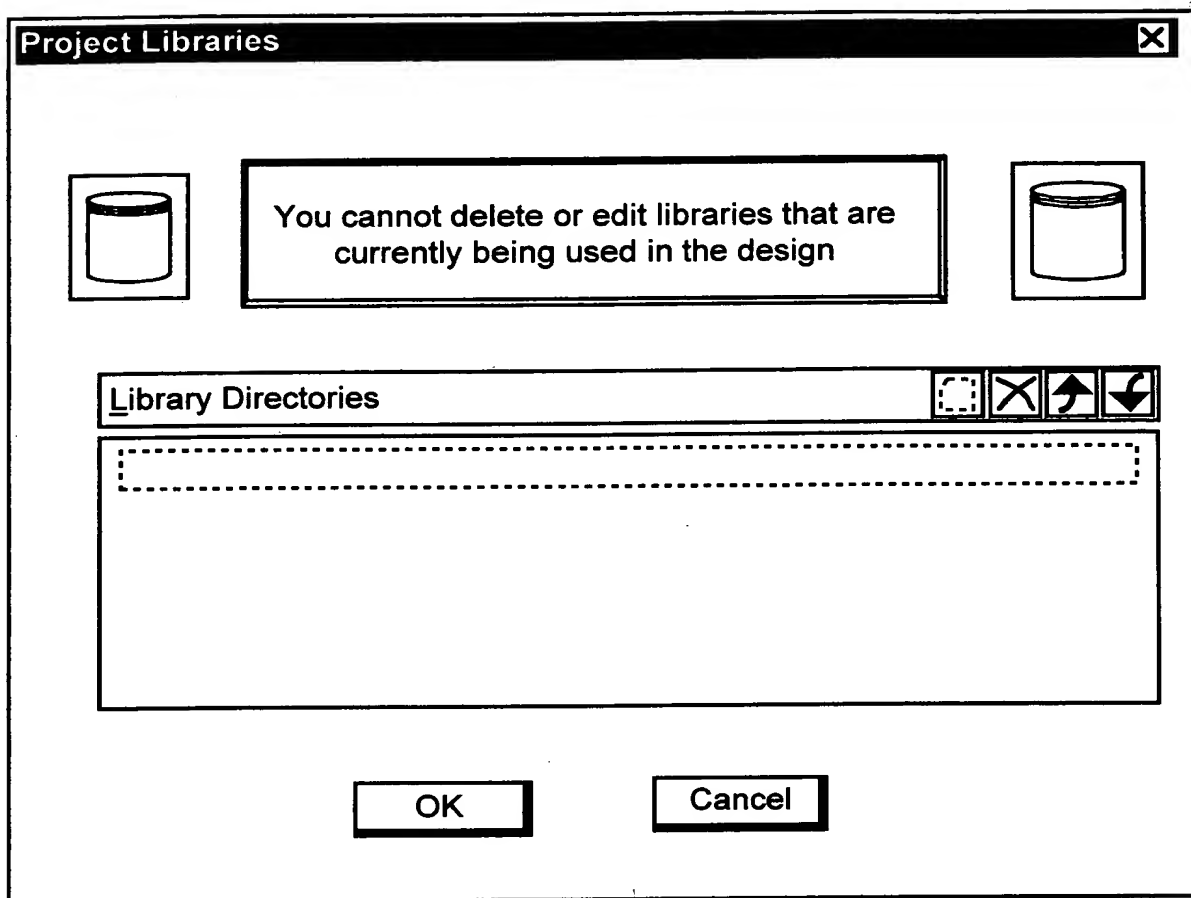 Project Libraries
You cannot delete or edit libraries that are
currently being used in the design
Library Directories
OK
Cancel